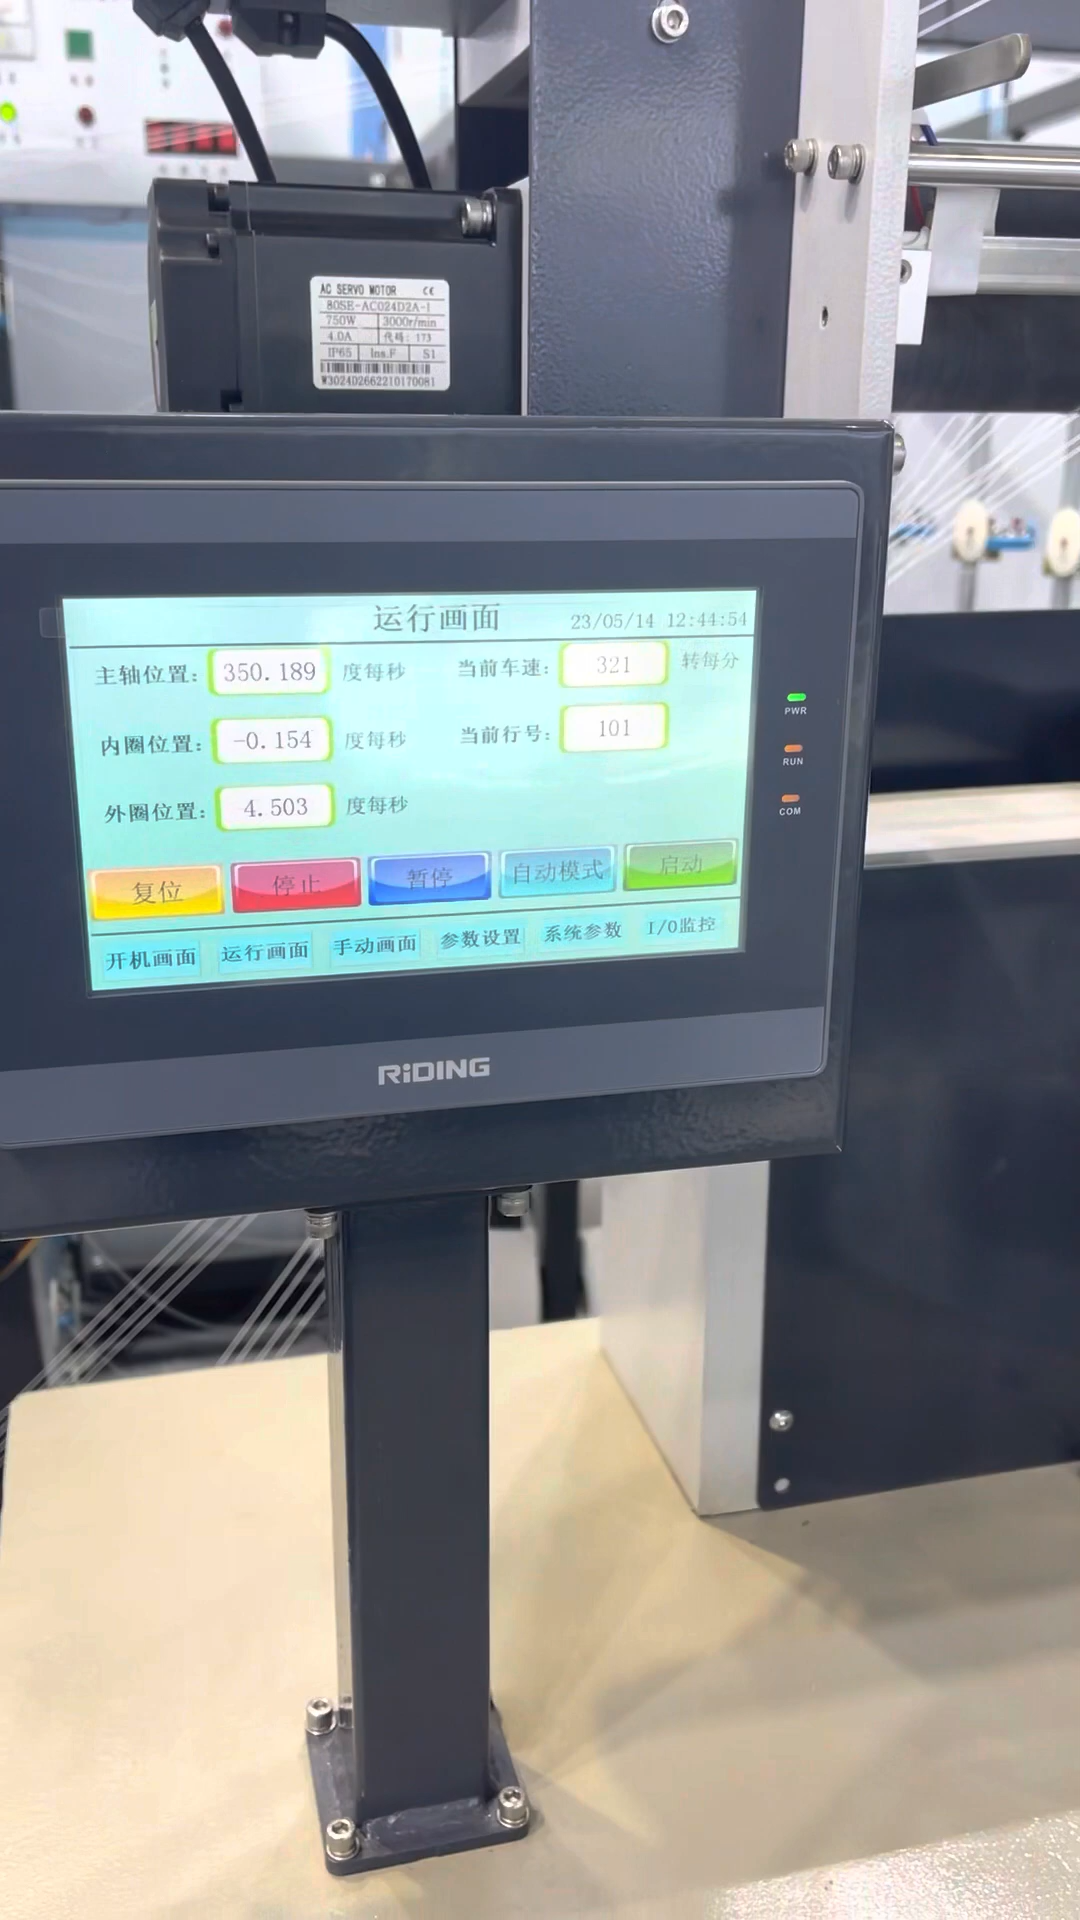 AC SERVO MOTOR CE
80SE-AC024D2A-1
750W 3000r/min
4.0A 代码: 173
IP65 Ins.F S1
W3024D2662210170081
运行画面 23/05/14 12:44:54
主轴位置: 350.189 度每秒 当前车速: 321 转每分
内圈位置: -0.154 度每秒 当前行号: 101
外圈位置: 4.503 度每秒
复位 停止 暂停 自动模式 启动
开机画面 运行画面 手动画面 参数设置 系统参数 I/O监控
PWR
RUN
COM
RiDING